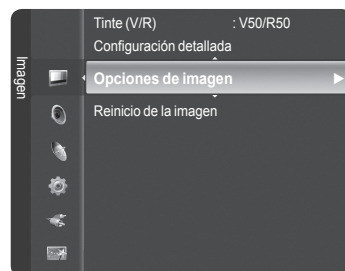 Imagen
Tinte (V/R) : V50/R50
Configuración detallada
Opciones de imagen
Reinicio de la imagen